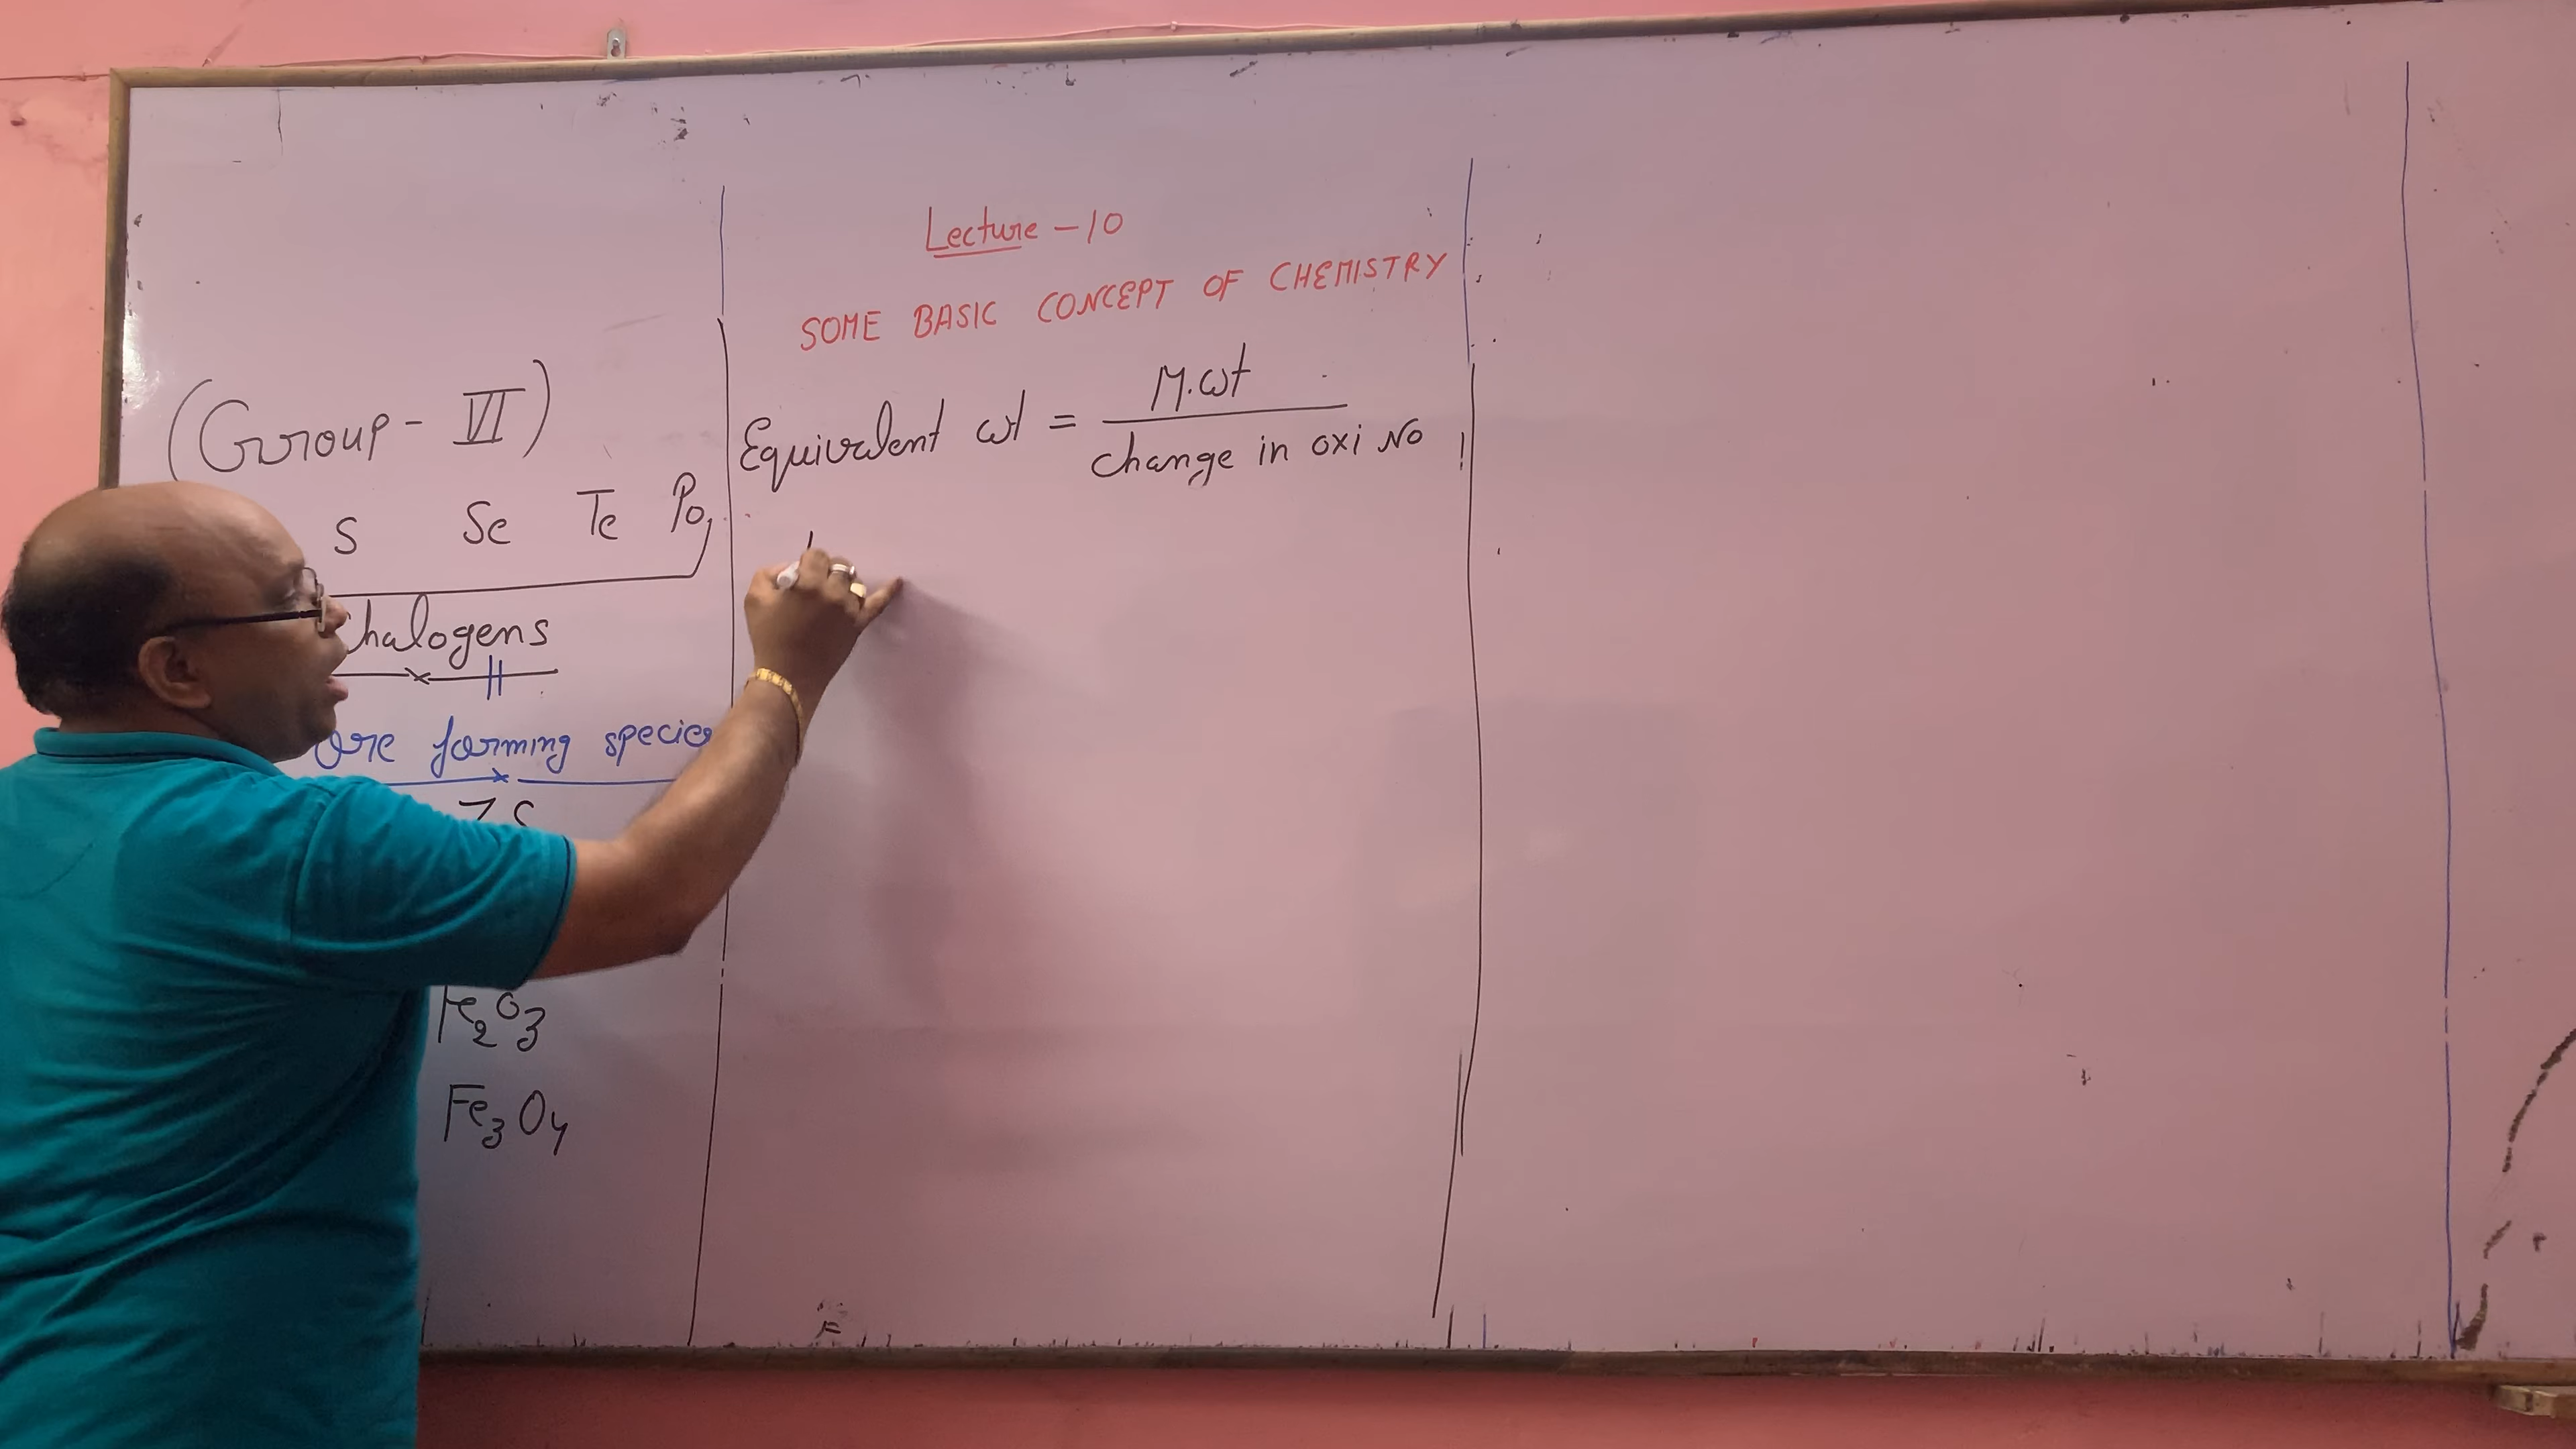 (Group - VI)
S Se Te Po
halogens
Ore forming species
Fe2O3
Fe3O4
Lecture - 10
SOME BASIC CONCEPT OF CHEMISTRY
Equivalent wt = M.wt
change in oxi No !